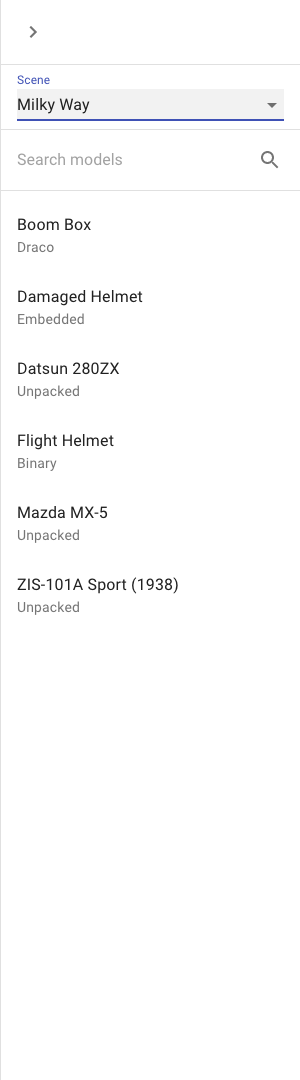 Scene
Milky Way
Search models
Boom Box
Draco
Damaged Helmet
Embedded
Datsun 280ZX
Unpacked
Flight Helmet
Binary
Mazda MX-5
Unpacked
ZIS-101A Sport (1938)
Unpacked